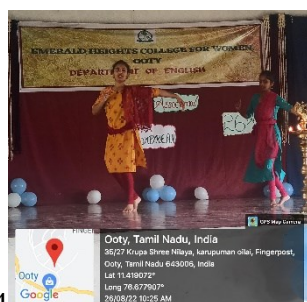 EMERALD HEIGHTS COLLEGE FOR WOMEN
OOTY
DEPARTMENT OF ENGLISH
GPS Map Camera
Ooty, Tamil Nadu, India
35/27 Krupa Shree Nilaya, karupuman oilai, Fingerpost,
Ooty, Tamil Nadu 643006, India
Lat 11.419072°
Long 76.677907°
26/08/22 10:25 AM
Ooty
Google